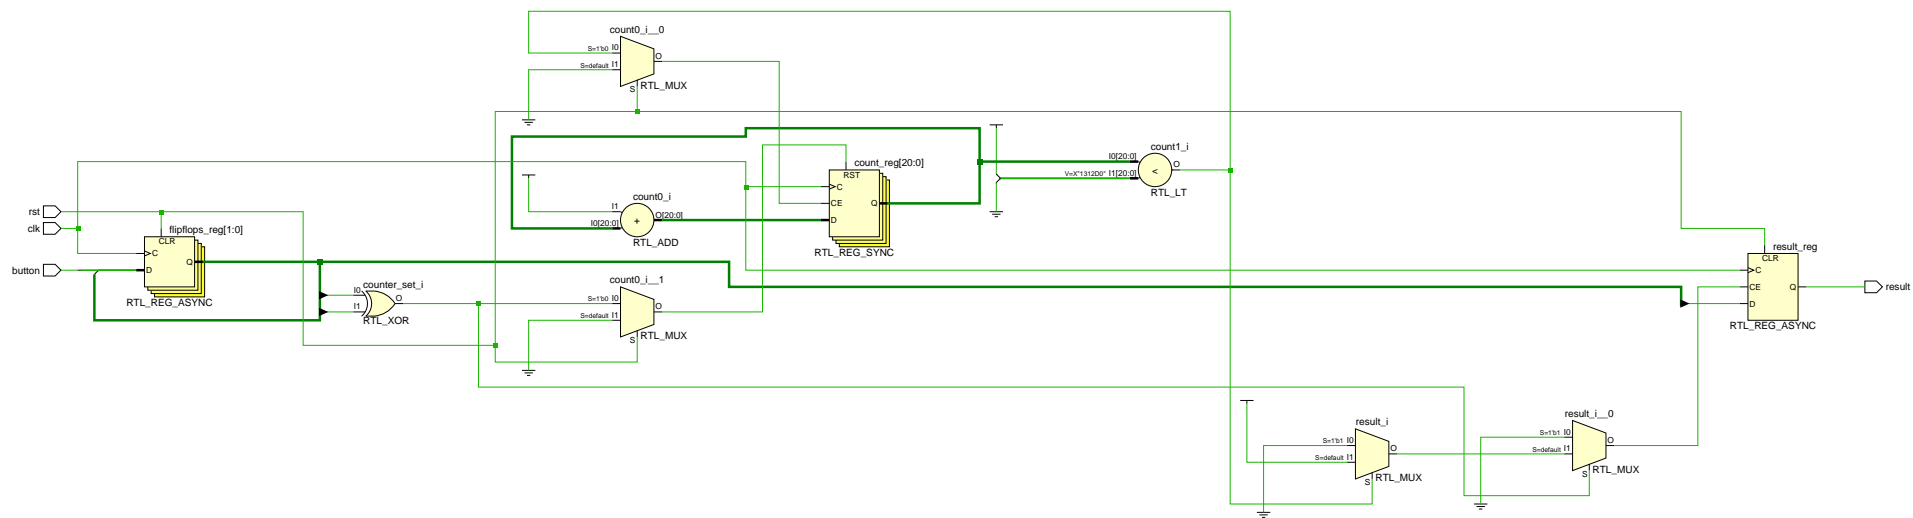 count0_i__0
S=1'b0 I0
O
S=default I1
S
RTL_MUX
count_reg[20:0]
RST
C
CE
D
Q
RTL_REG_SYNC
count1_i
I0[20:0]
V=X"1312D0" I1[20:0]
O
<
RTL_LT
count0_i
I1
I0[20:0]
+
O[20:0]
RTL_ADD
rst
clk
button
flipflops_reg[1:0]
CLR
C
D
Q
RTL_REG_ASYNC
counter_set_i
I0
I1
O
RTL_XOR
count0_i__1
S=1'b0 I0
O
S=default I1
S
RTL_MUX
result_reg
CLR
C
CE
D
Q
RTL_REG_ASYNC
result
result_i
S=1'b1 I0
O
S=default I1
S
RTL_MUX
result_i__0
S=1'b1 I0
O
S=default I1
S
RTL_MUX